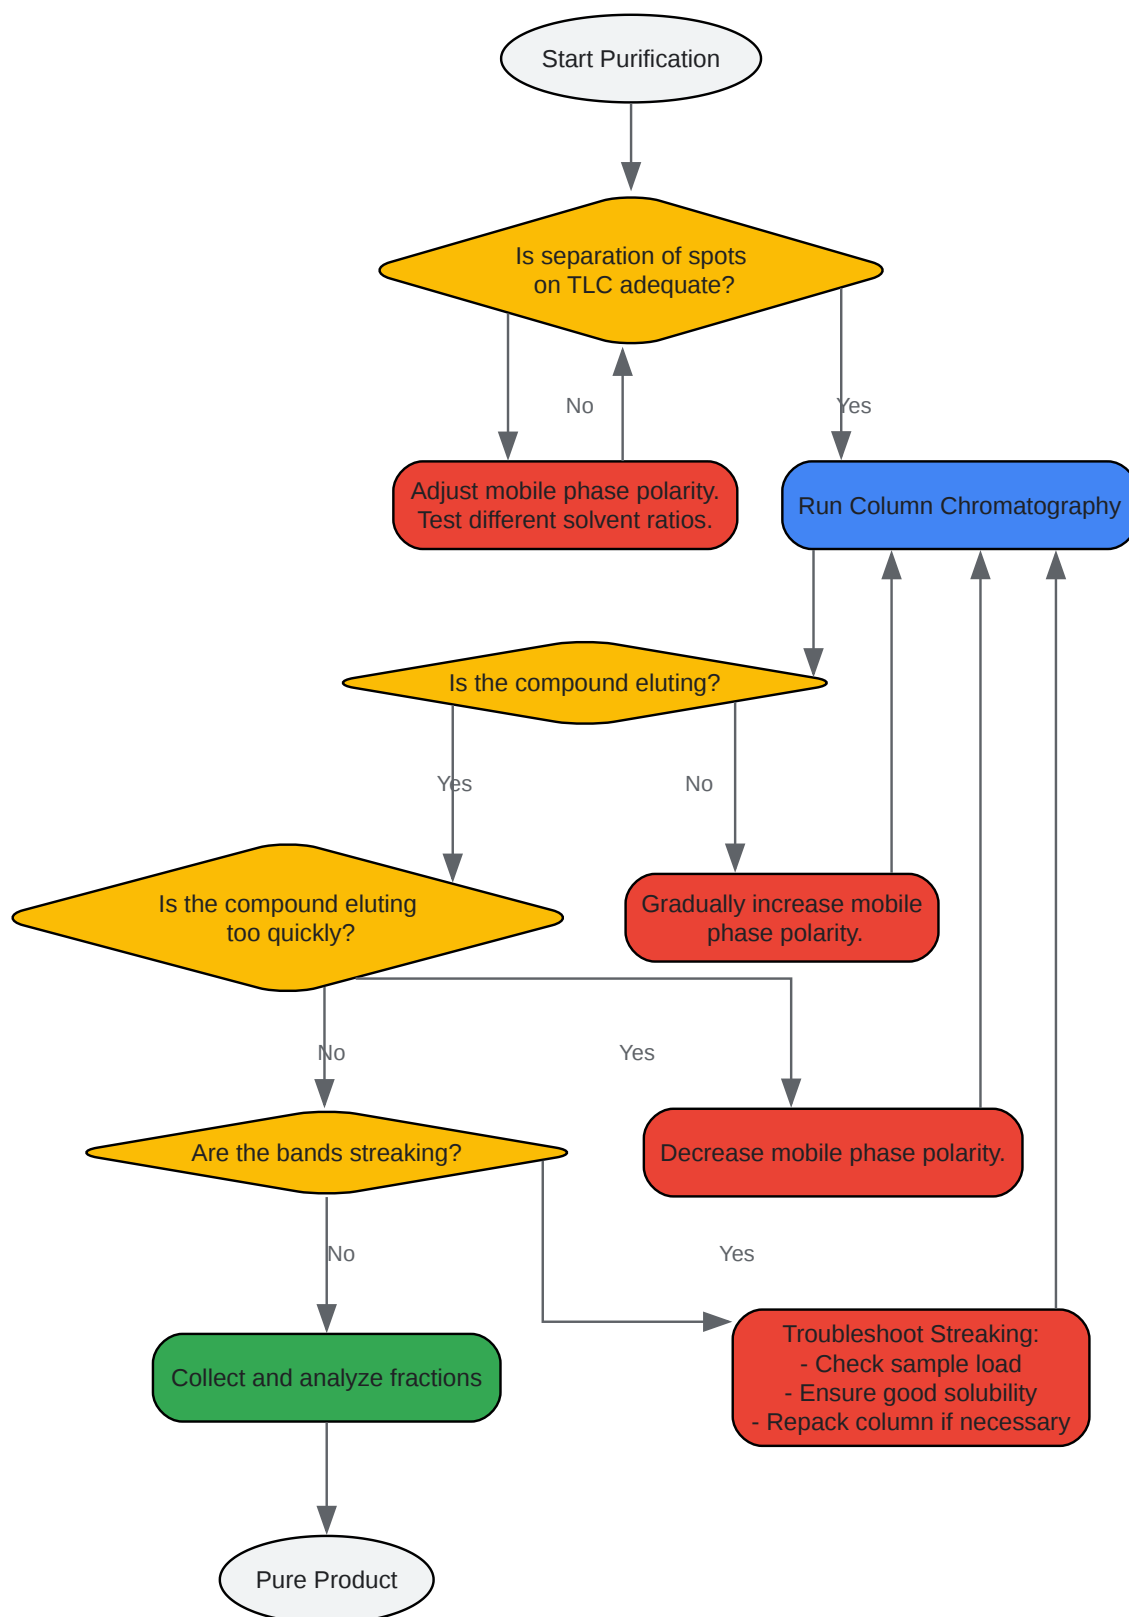 Start Purification
Is separation of spots
on TLC adequate?
No
Yes
Adjust mobile phase polarity.
Test different solvent ratios.
Run Column Chromatography
Is the compound eluting?
Yes
No
Is the compound eluting
too quickly?
Gradually increase mobile
phase polarity.
No
Yes
Are the bands streaking?
Decrease mobile phase polarity.
No
Yes
Collect and analyze fractions
Troubleshoot Streaking:
- Check sample load
- Ensure good solubility
- Repack column if necessary
Pure Product